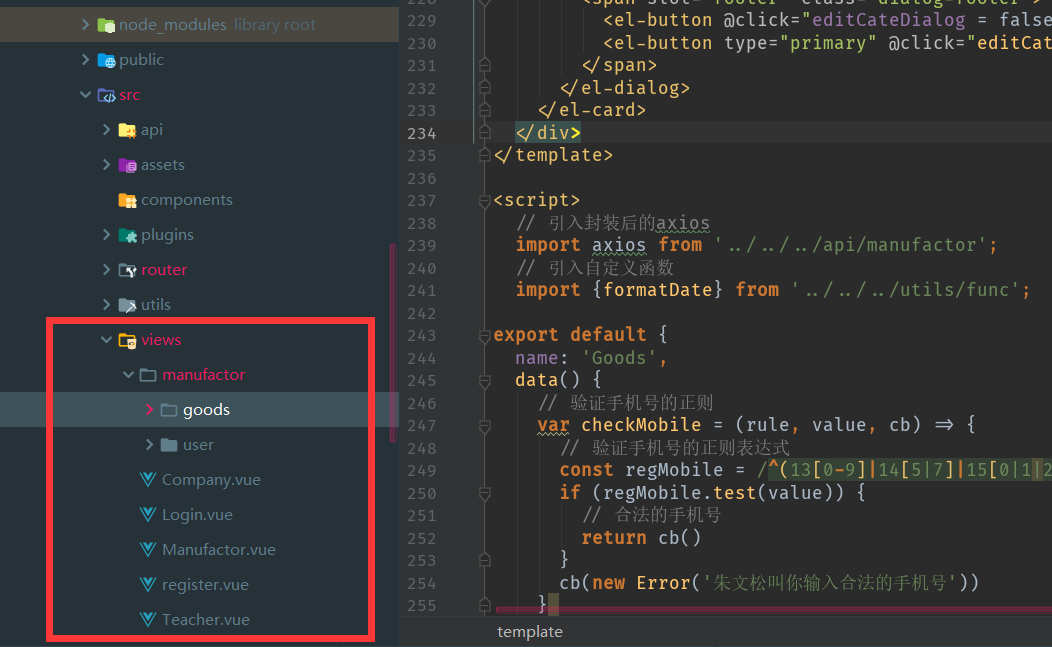 node_modules library root
public
src
api
assets
components
plugins
router
utils
views
manufactor
goods
user
Company.vue
Login.vue
Manufactor.vue
register.vue
Teacher.vue
228 <span slot="footer" class="dialog-footer">
229 <el-button @click="editCateDialog = false
230 <el-button type="primary" @click="editCat
231 </span>
232 </el-dialog>
233 </el-card>
234 </div>
235 </template>
236
237 <script>
238 // 引入封装后的axios
239 import axios from '../../../api/manufactor';
240 // 引入自定义函数
241 import {formatDate} from '../../../utils/func';
242
243 export default {
244 name: 'Goods',
245 data() {
246 // 验证手机号的正则
247 var checkMobile = (rule, value, cb) => {
248 // 验证手机号的正则表达式
249 const regMobile = /^(13[0-9]|14[5|7]|15[0|1|2
250 if (regMobile.test(value)) {
251 // 合法的手机号
252 return cb()
253 }
254 cb(new Error('朱文松叫你输入合法的手机号'))
255 }
template